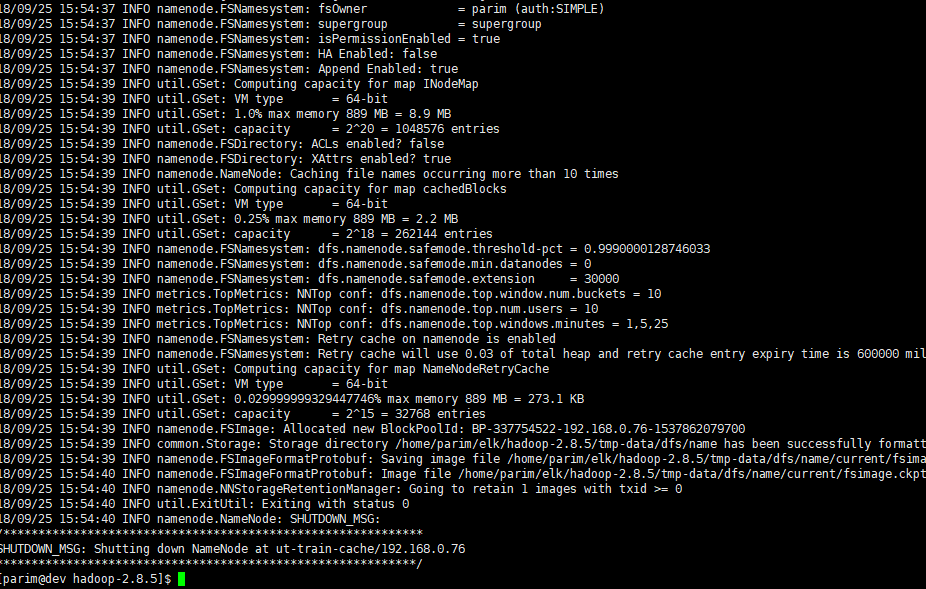 18/09/25 15:54:37 INFO namenode.FSNamesystem: fsOwner             = parim (auth:SIMPLE)
18/09/25 15:54:37 INFO namenode.FSNamesystem: supergroup          = supergroup
18/09/25 15:54:37 INFO namenode.FSNamesystem: isPermissionEnabled = true
18/09/25 15:54:37 INFO namenode.FSNamesystem: HA Enabled: false
18/09/25 15:54:37 INFO namenode.FSNamesystem: Append Enabled: true
18/09/25 15:54:39 INFO util.GSet: Computing capacity for map INodeMap
18/09/25 15:54:39 INFO util.GSet: VM type       = 64-bit
18/09/25 15:54:39 INFO util.GSet: 1.0% max memory 889 MB = 8.9 MB
18/09/25 15:54:39 INFO util.GSet: capacity      = 2^20 = 1048576 entries
18/09/25 15:54:39 INFO namenode.FSDirectory: ACLs enabled? false
18/09/25 15:54:39 INFO namenode.FSDirectory: XAttrs enabled? true
18/09/25 15:54:39 INFO namenode.NameNode: Caching file names occurring more than 10 times
18/09/25 15:54:39 INFO util.GSet: Computing capacity for map cachedBlocks
18/09/25 15:54:39 INFO util.GSet: VM type       = 64-bit
18/09/25 15:54:39 INFO util.GSet: 0.25% max memory 889 MB = 2.2 MB
18/09/25 15:54:39 INFO util.GSet: capacity      = 2^18 = 262144 entries
18/09/25 15:54:39 INFO namenode.FSNamesystem: dfs.namenode.safemode.threshold-pct = 0.9990000128746033
18/09/25 15:54:39 INFO namenode.FSNamesystem: dfs.namenode.safemode.min.datanodes = 0
18/09/25 15:54:39 INFO namenode.FSNamesystem: dfs.namenode.safemode.extension     = 30000
18/09/25 15:54:39 INFO metrics.TopMetrics: NNTop conf: dfs.namenode.top.window.num.buckets = 10
18/09/25 15:54:39 INFO metrics.TopMetrics: NNTop conf: dfs.namenode.top.num.users = 10
18/09/25 15:54:39 INFO metrics.TopMetrics: NNTop conf: dfs.namenode.top.windows.minutes = 1,5,25
18/09/25 15:54:39 INFO namenode.FSNamesystem: Retry cache on namenode is enabled
18/09/25 15:54:39 INFO namenode.FSNamesystem: Retry cache will use 0.03 of total heap and retry cache entry expiry time is 600000 mil
18/09/25 15:54:39 INFO util.GSet: Computing capacity for map NameNodeRetryCache
18/09/25 15:54:39 INFO util.GSet: VM type       = 64-bit
18/09/25 15:54:39 INFO util.GSet: 0.029999999329447746% max memory 889 MB = 273.1 KB
18/09/25 15:54:39 INFO util.GSet: capacity      = 2^15 = 32768 entries
18/09/25 15:54:39 INFO namenode.FSImage: Allocated new BlockPoolId: BP-337754522-192.168.0.76-1537862079700
18/09/25 15:54:39 INFO common.Storage: Storage directory /home/parim/elk/hadoop-2.8.5/tmp-data/dfs/name has been successfully formatt
18/09/25 15:54:39 INFO namenode.FSImageFormatProtobuf: Saving image file /home/parim/elk/hadoop-2.8.5/tmp-data/dfs/name/current/fsima
18/09/25 15:54:40 INFO namenode.FSImageFormatProtobuf: Image file /home/parim/elk/hadoop-2.8.5/tmp-data/dfs/name/current/fsimage.ckpt
18/09/25 15:54:40 INFO namenode.NNStorageRetentionManager: Going to retain 1 images with txid >= 0
18/09/25 15:54:40 INFO util.ExitUtil: Exiting with status 0
18/09/25 15:54:40 INFO namenode.NameNode: SHUTDOWN_MSG:
/************************************************************
SHUTDOWN_MSG: Shutting down NameNode at ut-train-cache/192.168.0.76
************************************************************/
[parim@dev hadoop-2.8.5]$